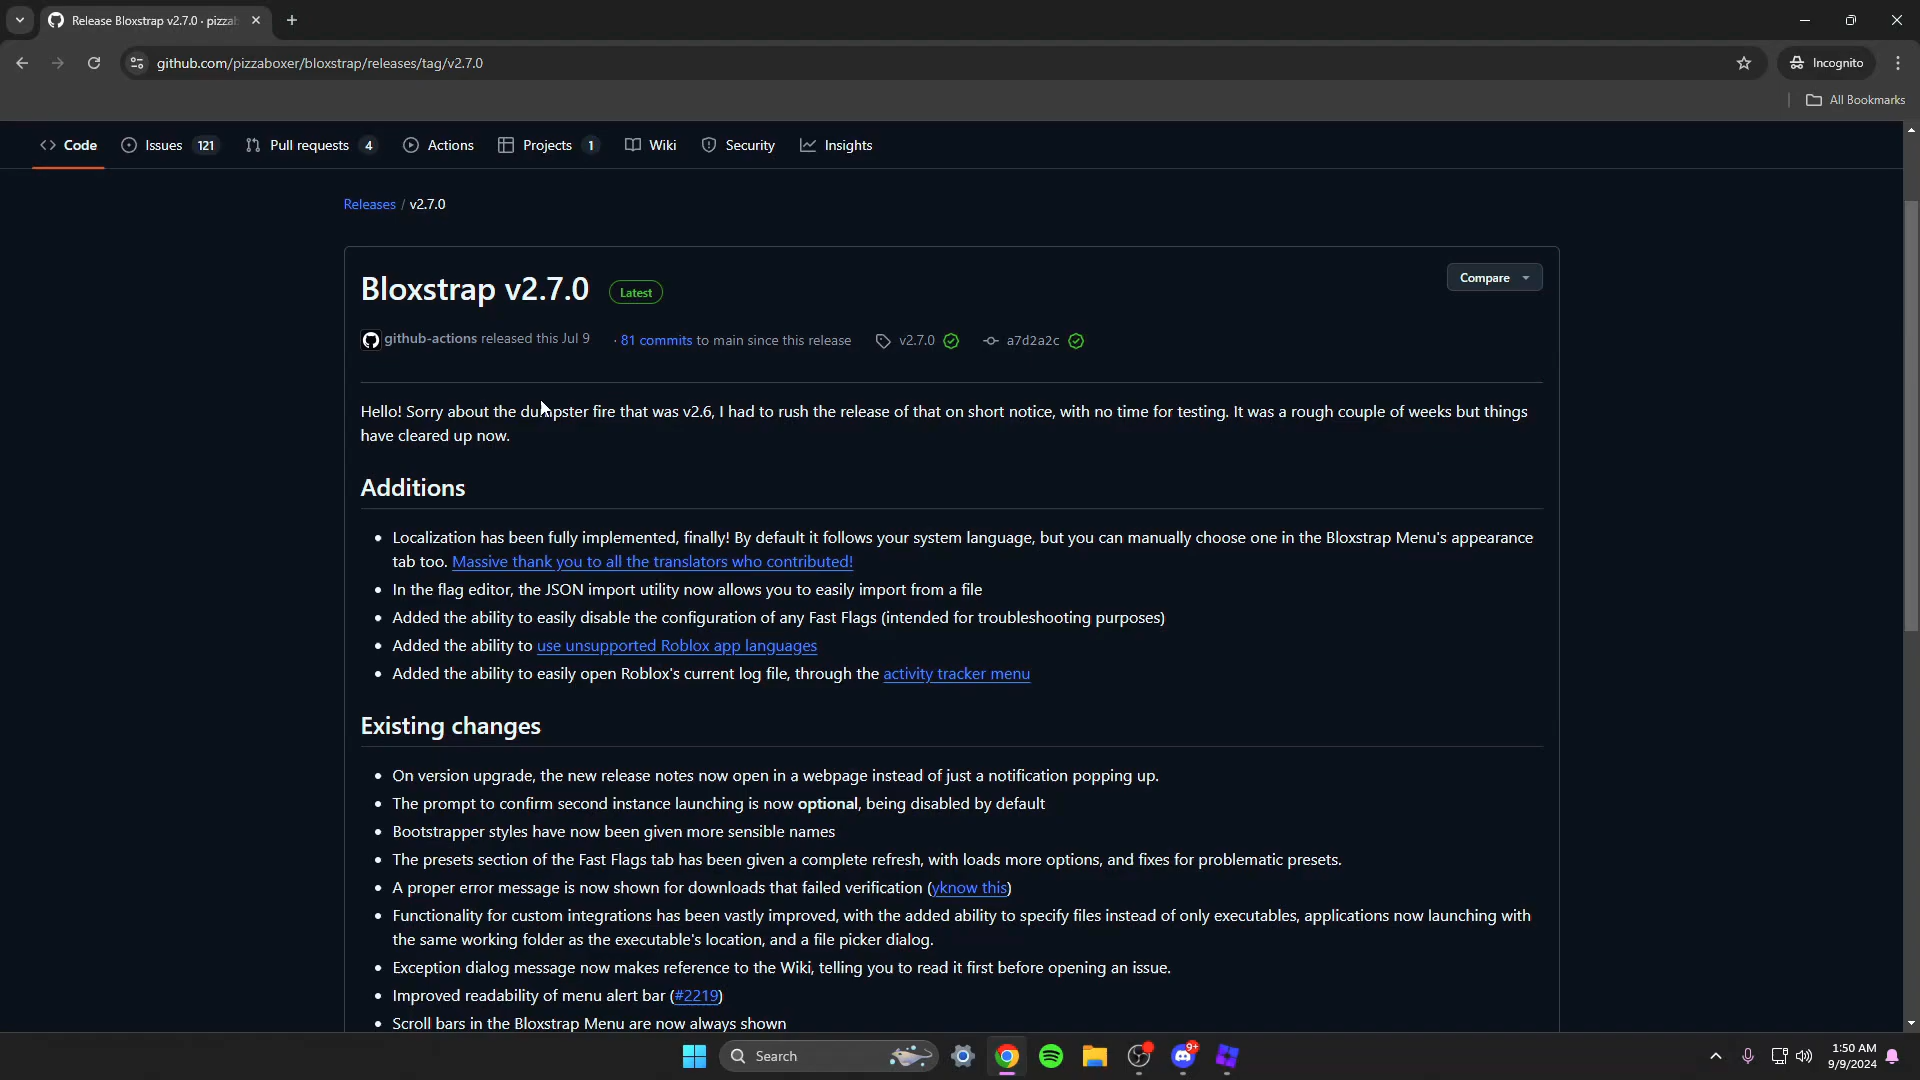 Release Bloxstrap v2.7.0 · pizzab
github.com/pizzaboxer/bloxstrap/releases/tag/v2.7.0
Incognito
All Bookmarks
Code
Issues 121
Pull requests 4
Actions
Projects 1
Wiki
Security
Insights
Releases / v2.7.0
Bloxstrap v2.7.0 Latest
Compare
github-actions released this Jul 9 · 81 commits to main since this release v2.7.0 a7d2a2c
Hello! Sorry about the dumpster fire that was v2.6, I had to rush the release of that on short notice, with no time for testing. It was a rough couple of weeks but things
have cleared up now.
Additions
• Localization has been fully implemented, finally! By default it follows your system language, but you can manually choose one in the Bloxstrap Menu's appearance
tab too. Massive thank you to all the translators who contributed!
• In the flag editor, the JSON import utility now allows you to easily import from a file
• Added the ability to easily disable the configuration of any Fast Flags (intended for troubleshooting purposes)
• Added the ability to use unsupported Roblox app languages
• Added the ability to easily open Roblox's current log file, through the activity tracker menu
Existing changes
• On version upgrade, the new release notes now open in a webpage instead of just a notification popping up.
• The prompt to confirm second instance launching is now optional, being disabled by default
• Bootstrapper styles have now been given more sensible names
• The presets section of the Fast Flags tab has been given a complete refresh, with loads more options, and fixes for problematic presets.
• A proper error message is now shown for downloads that failed verification (yknow this)
• Functionality for custom integrations has been vastly improved, with the added ability to specify files instead of only executables, applications now launching with
the same working folder as the executable's location, and a file picker dialog.
• Exception dialog message now makes reference to the Wiki, telling you to read it first before opening an issue.
• Improved readability of menu alert bar (#2219)
• Scroll bars in the Bloxstrap Menu are now always shown
Search
9+
1:50 AM
9/9/2024